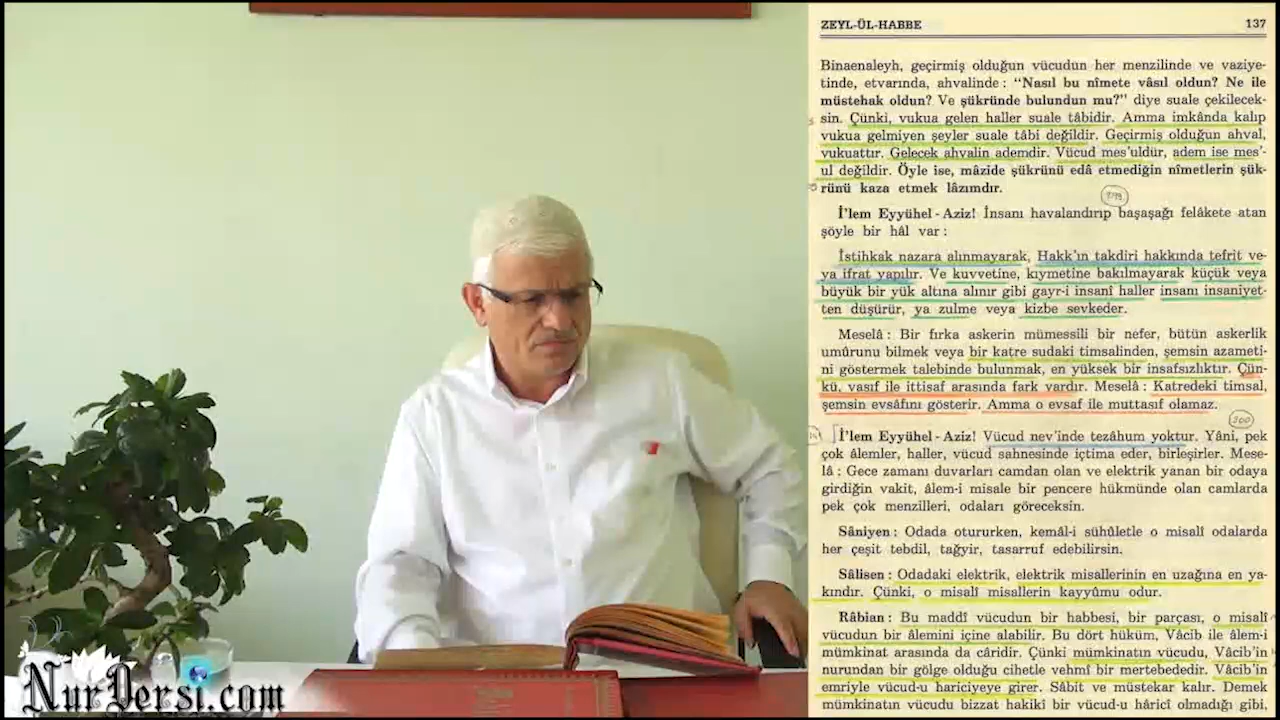 ZEYL-ÜL-HABBE 137
Binaenaleyh, geçirmiş olduğun vücudun her menzilinde ve vaziye-
tinde, etvarında, ahvalinde : "Nasıl bu nîmete vâsıl oldun? Ne ile
müstehak oldun? Ve şükründe bulundun mu?" diye suale çekilecek-
sin. Çünki, vukua gelen haller suale tâbidir. Amma imkânda kalıp
vukua gelmiyen şeyler suale tâbi değildir. Geçirmiş olduğun ahval,
vukuattır. Gelecek ahvalin ademdir. Vücud mes'uldür, adem ise mes'-
ul değildir. Öyle ise, mâzide şükrünü edâ etmediğin nîmetlerin şük-
rünü kaza etmek lâzımdır.
199
İ'lem Eyyühel - Aziz! İnsanı havalandırıp başaşağı felâkete atan
şöyle bir hâl var :
İstihkak nazara alınmayarak, Hakk'ın takdiri hakkında tefrit ve-
ya ifrat yapılır. Ve kuvvetine, kıymetine bakılmayarak küçük veya
büyük bir yük altına alınır gibi gayr-i insanî haller insanı insaniyet-
ten düşürür, ya zulme veya kizbe sevkeder.
Meselâ : Bir fırka askerin mümessili bir nefer, bütün askerlik
umûrunu bilmek veya bir katre sudaki timsalinden, şemsin azameti-
ni göstermek talebinde bulunmak, en yüksek bir insafsızlıktır. Çün-
kü, vasıf ile ittisaf arasında fark vardır. Meselâ : Katredeki timsal,
şemsin evsâfını gösterir. Amma o evsaf ile muttasıf olamaz.
200
İ'lem Eyyühel - Aziz! Vücud nev'inde tezâhum yoktur. Yâni, pek
çok âlemler, haller, vücud sahnesinde içtima eder, birleşirler. Mese-
lâ : Gece zamanı duvarları camdan olan ve elektrik yanan bir odaya
girdiğin vakit, âlem-i misale bir pencere hükmünde olan camlarda
pek çok menzilleri, odaları göreceksin.
Sâniyen : Odada otururken, kemâl-i sühûletle o misalî odalarda
her çeşit tebdil, tağyir, tasarruf edebilirsin.
Sâlisen : Odadaki elektrik, elektrik misallerinin en uzağına en ya-
kındır. Çünki, o misalî misallerin kayyûmu odur.
Râbian : Bu maddî vücudun bir habbesi, bir parçası, o misalî
vücudun bir âlemini içine alabilir. Bu dört hüküm, Vâcib ile âlem-i
mümkinat arasında da câridir. Çünki mümkinatın vücudu, Vâcib'in
nurundan bir gölge olduğu cihetle vehmî bir mertebededir. Vâcib'in
emriyle vücud-u hariciyeye girer. Sâbit ve müstekar kalır. Demek
mümkinatın vücudu bizzat hakikî bir vücud-u hâricî olmadığı gibi,
NurDersi.com